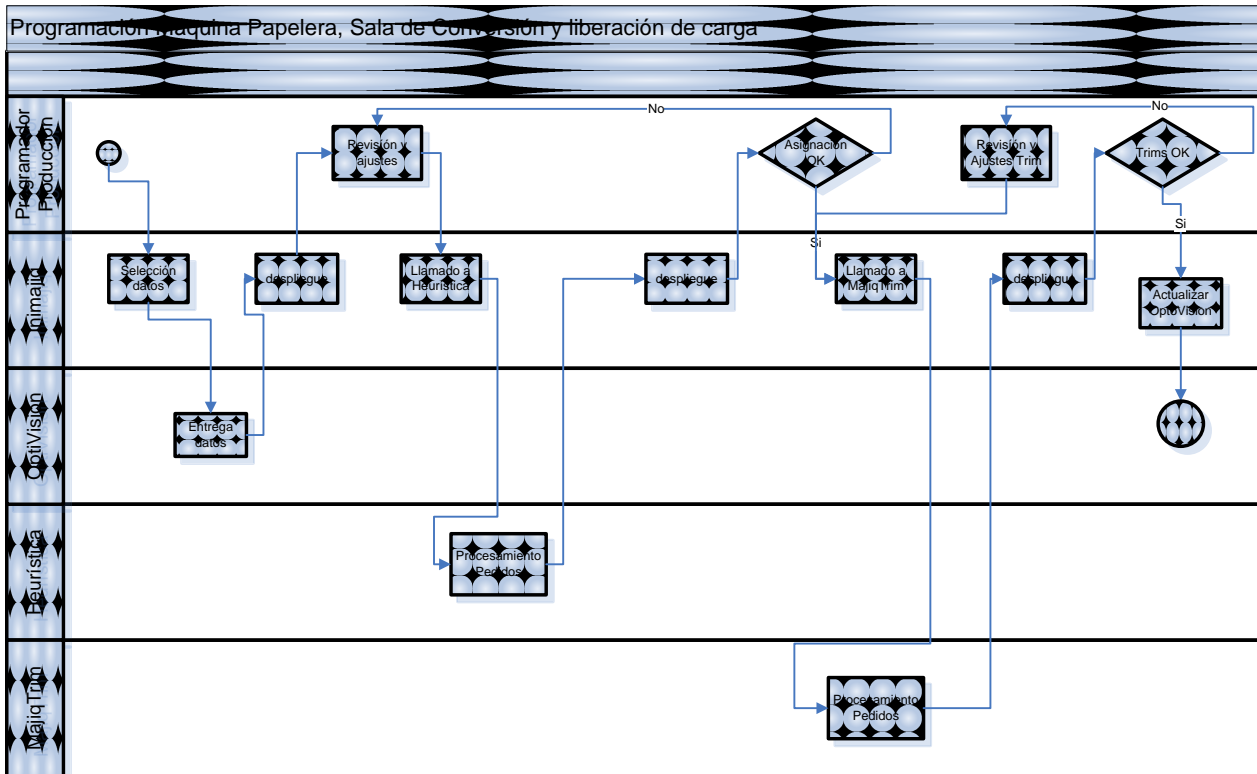 Programación Maquina Papelera, Sala de Conversión y liberación de carga
Programador
Producción
No
No
Revisión y
ajustes
Asignación
OK
Revisión y
Ajustes Trim
Trims OK
Si
Si
Selección
datos
despliegue
Llamado a
Heurística
despliegue
Llamado a
MajiqTrim
despliegue
Actualizar
OptoVision
OptiVision
Entrega
datos
Heurística
Procesamiento
Pedidos
MajiqTrim
Procesamiento
Pedidos